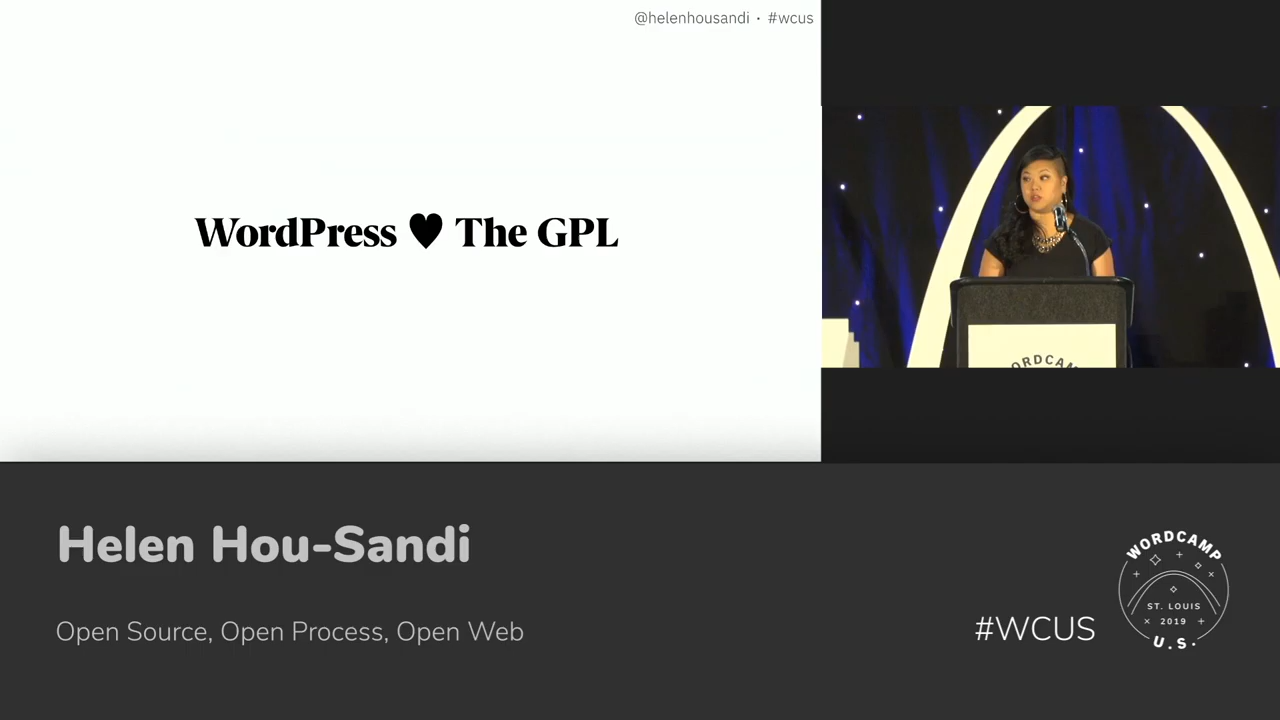 @helenhousandi · #wcus
WordPress ♥ The GPL
ORDCAM
Helen Hou-Sandi
Open Source, Open Process, Open Web
#WCUS
WORDCAMP
ST. LOUIS
2019
U.S.